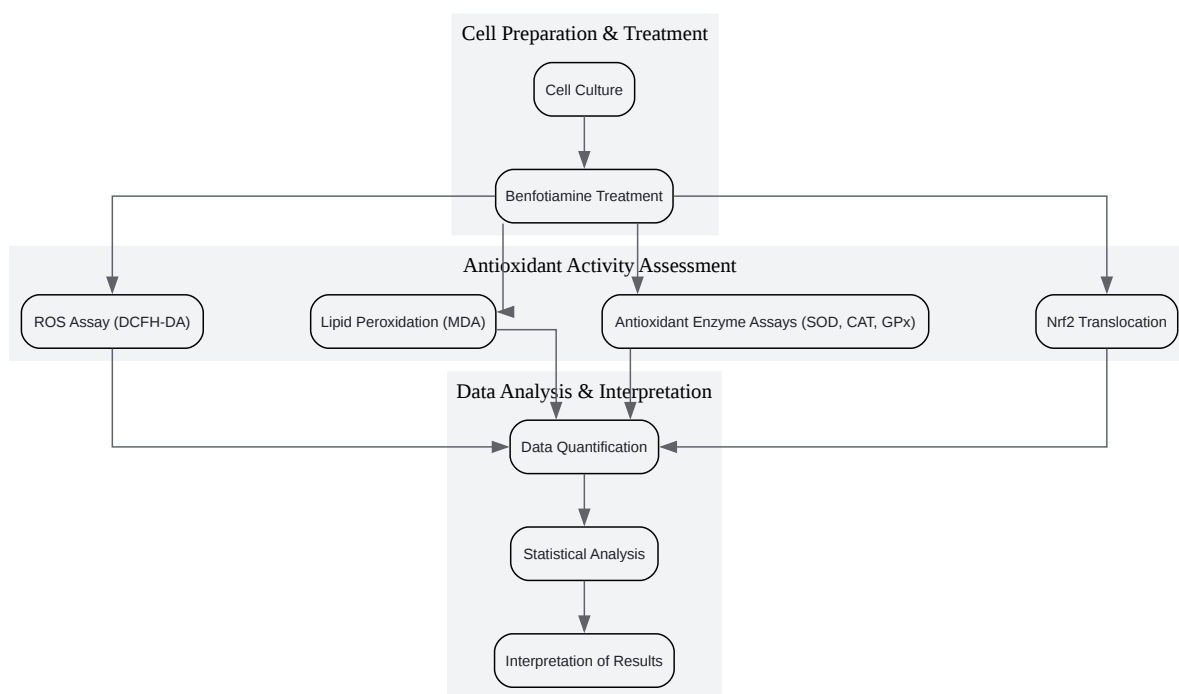 Cell Preparation & Treatment
Cell Culture
Benfotiamine Treatment
Antioxidant Activity Assessment
ROS Assay (DCFH-DA)
Lipid Peroxidation (MDA)
Antioxidant Enzyme Assays (SOD, CAT, GPx)
Nrf2 Translocation
Data Analysis & Interpretation
Data Quantification
Statistical Analysis
Interpretation of Results